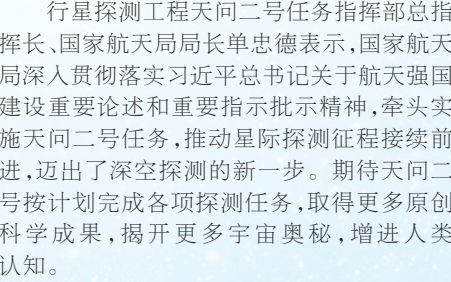 行星探测工程天问二号任务指挥部总指
挥长、国家航天局局长单忠德表示,国家航天
局深入贯彻落实习近平总书记关于航天强国
建设重要论述和重要指示批示精神,牵头实
施天问二号任务,推动星际探测征程接续前
进,迈出了深空探测的新一步。期待天问二
号按计划完成各项探测任务,取得更多原创
科学成果,揭开更多宇宙奥秘,增进人类
认知。